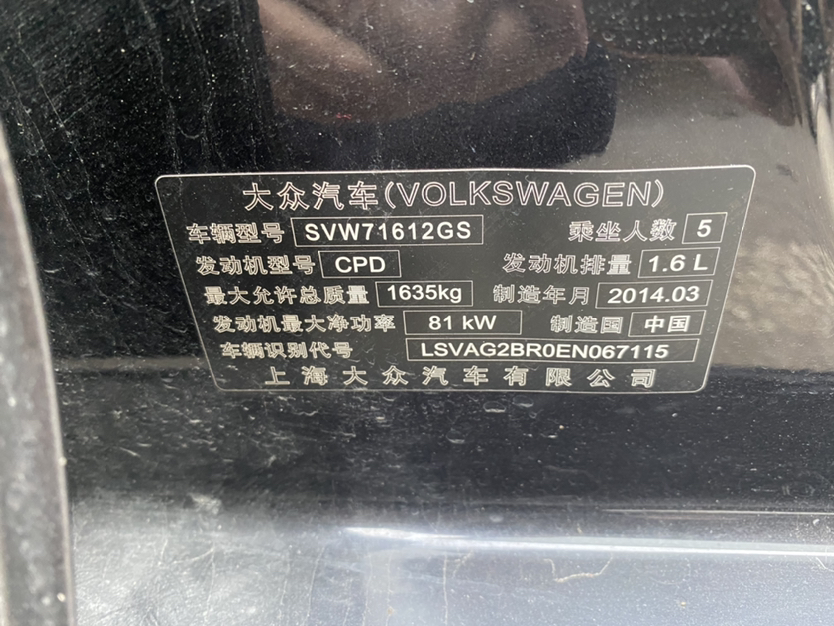 大众汽车(VOLKSWAGEN)
车辆型号 SVW71612GS 乘坐人数 5
发动机型号 CPD 发动机排量 1.6 L
最大允许总质量 1635kg 制造年月 2014.03
发动机最大净功率 81 kW 制造国 中国
车辆识别代号 LSVAG2BR0EN067115
上海大众汽车有限公司